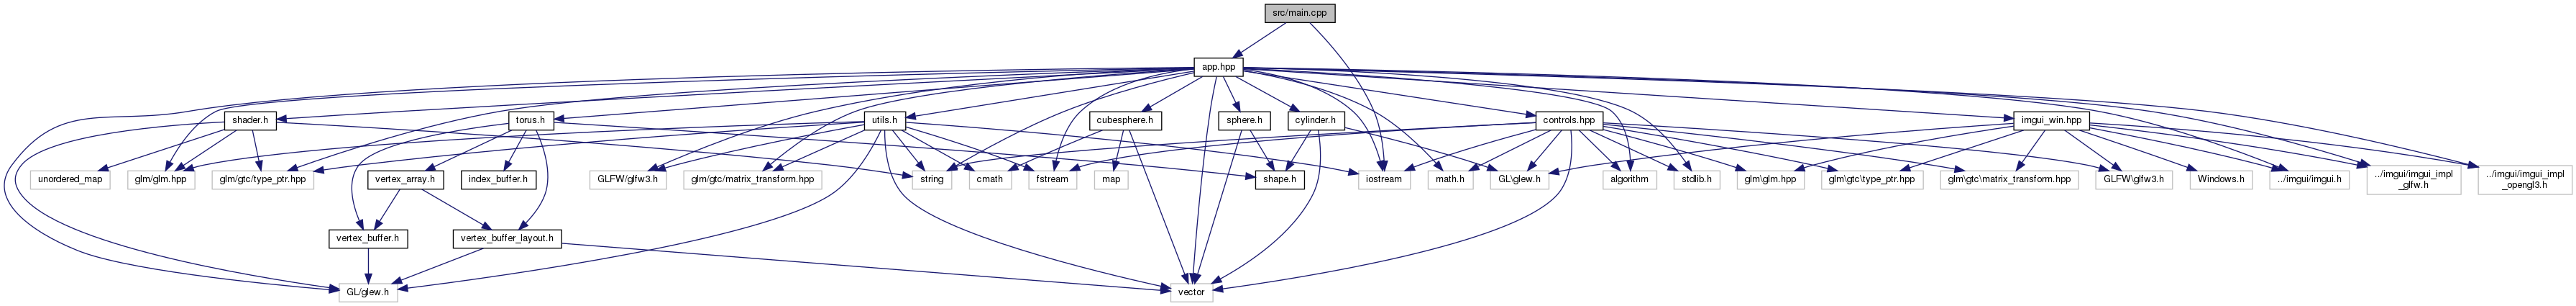 src/main.cpp
app.hpp
shader.h
torus.h
utils.h
cubesphere.h
sphere.h
cylinder.h
controls.hpp
imgui_win.hpp
unordered_map
glm/glm.hpp
glm/gtc/type_ptr.hpp
vertex_array.h
index_buffer.h
GLFW/glfw3.h
glm/gtc/matrix_transform.hpp
string
cmath
fstream
map
shape.h
iostream
math.h
GL\glew.h
algorithm
stdlib.h
glm\glm.hpp
glm\gtc\type_ptr.hpp
glm\gtc\matrix_transform.hpp
GLFW\glfw3.h
Windows.h
../imgui/imgui.h
../imgui/imgui_impl
_glfw.h
../imgui/imgui_impl
_opengl3.h
vertex_buffer.h
vertex_buffer_layout.h
GL/glew.h
vector